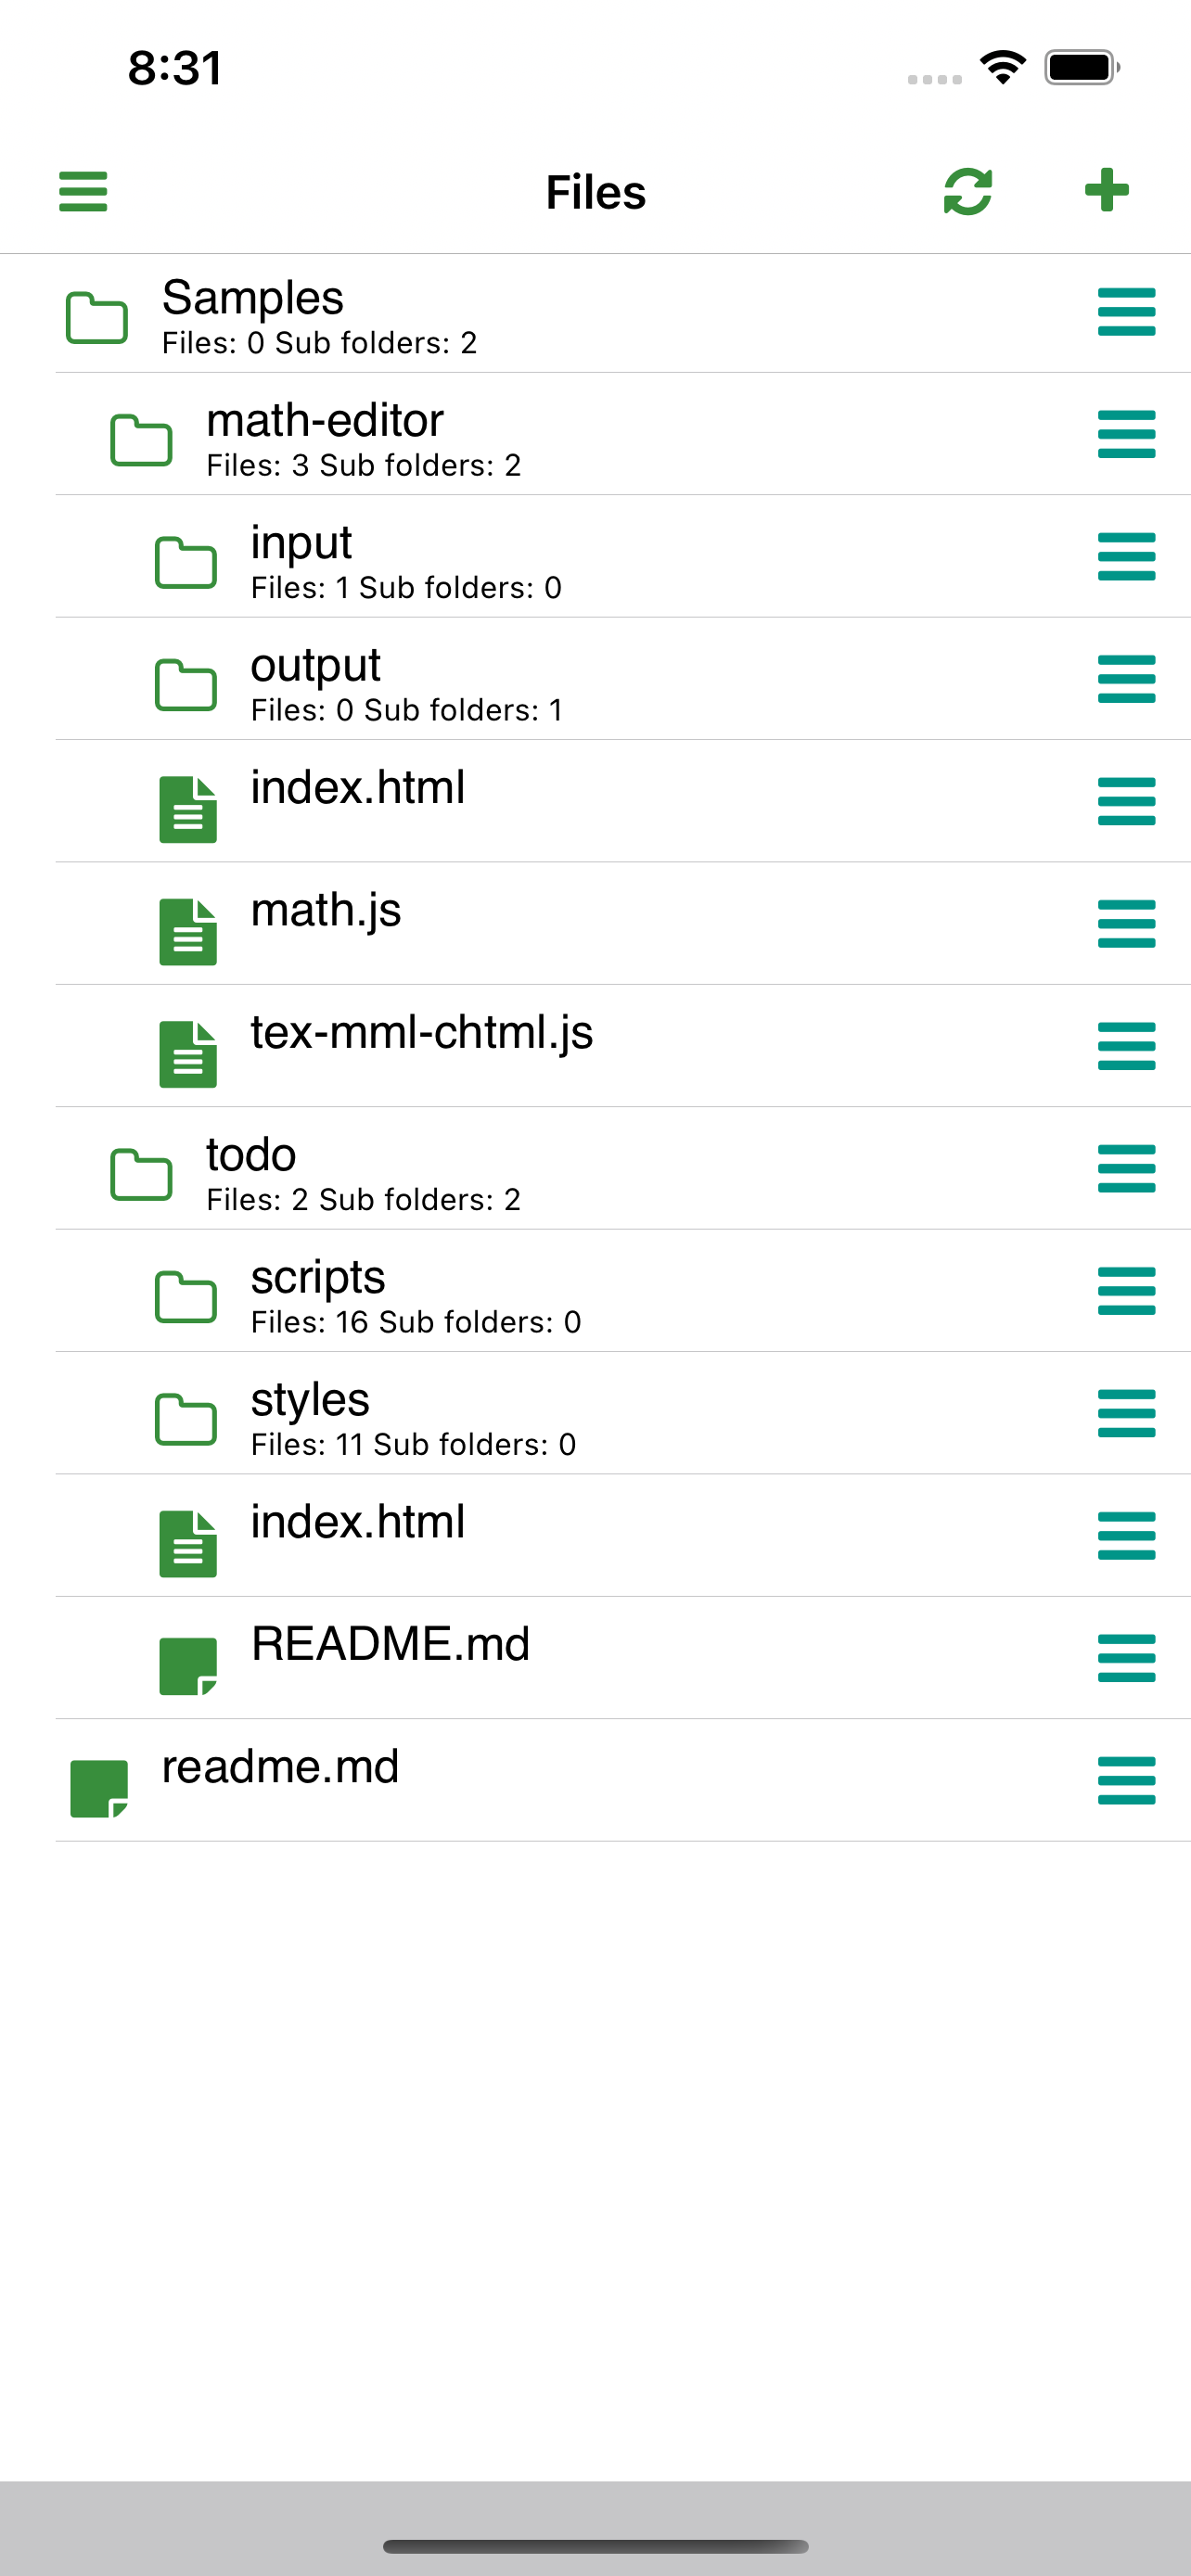 8:31
Files
Samples
Files: 0 Sub folders: 2
math-editor
Files: 3 Sub folders: 2
input
Files: 1 Sub folders: 0
output
Files: 0 Sub folders: 1
index.html
math.js
tex-mml-chtml.js
todo
Files: 2 Sub folders: 2
scripts
Files: 16 Sub folders: 0
styles
Files: 11 Sub folders: 0
index.html
README.md
readme.md